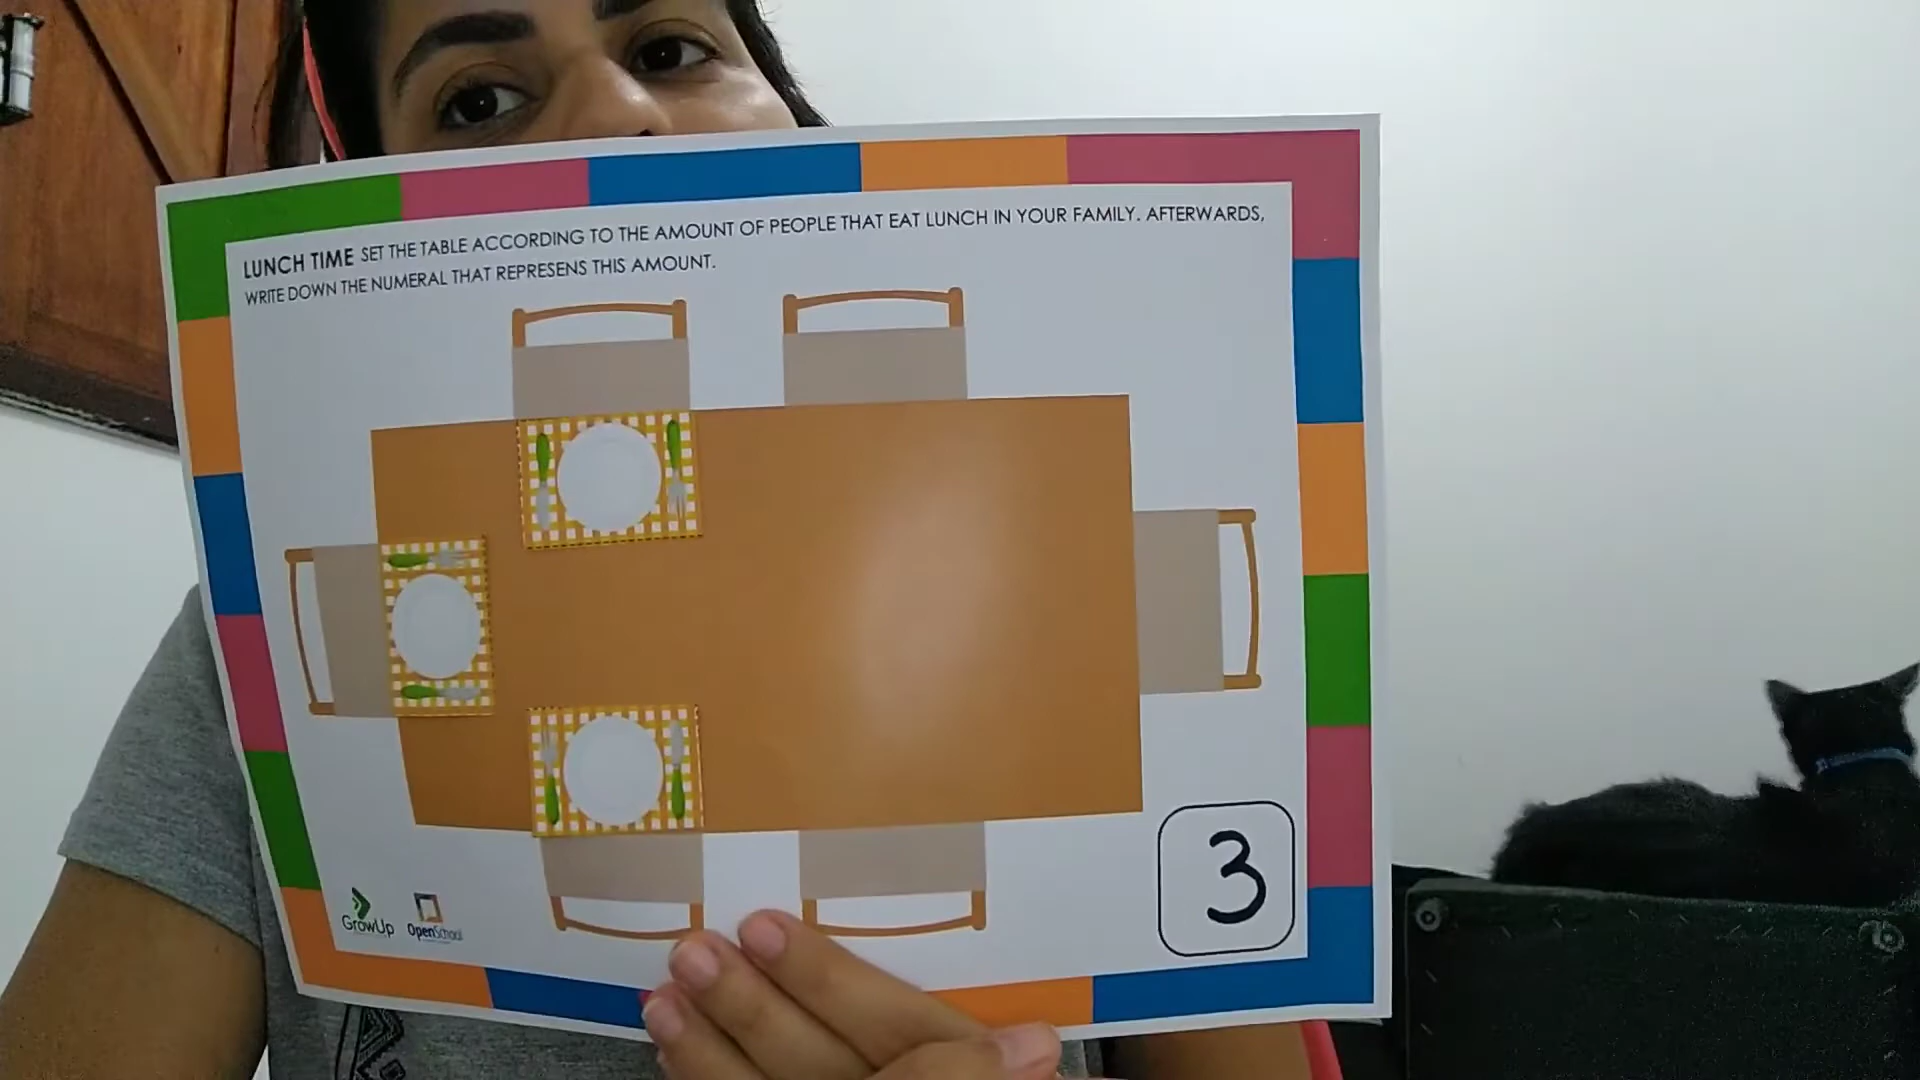 LUNCH TIME SET THE TABLE ACCORDING TO THE AMOUNT OF PEOPLE THAT EAT LUNCH IN YOUR FAMILY. AFTERWARDS,
WRITE DOWN THE NUMERAL THAT REPRESENS THIS AMOUNT.
3
GrowUp
OpenSchool